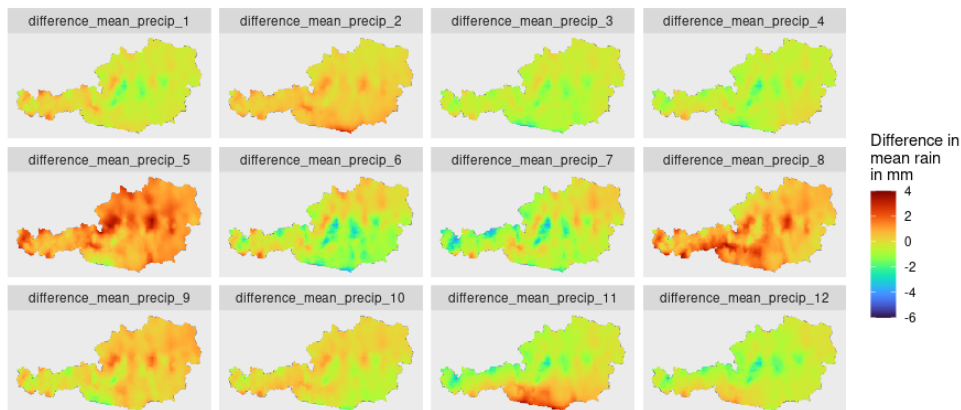 difference_mean_precip_1
difference_mean_precip_2
difference_mean_precip_3
difference_mean_precip_4
difference_mean_precip_5
difference_mean_precip_6
difference_mean_precip_7
difference_mean_precip_8
difference_mean_precip_9
difference_mean_precip_10
difference_mean_precip_11
difference_mean_precip_12
Difference in
mean rain
in mm
4
2
0
-2
-4
-6